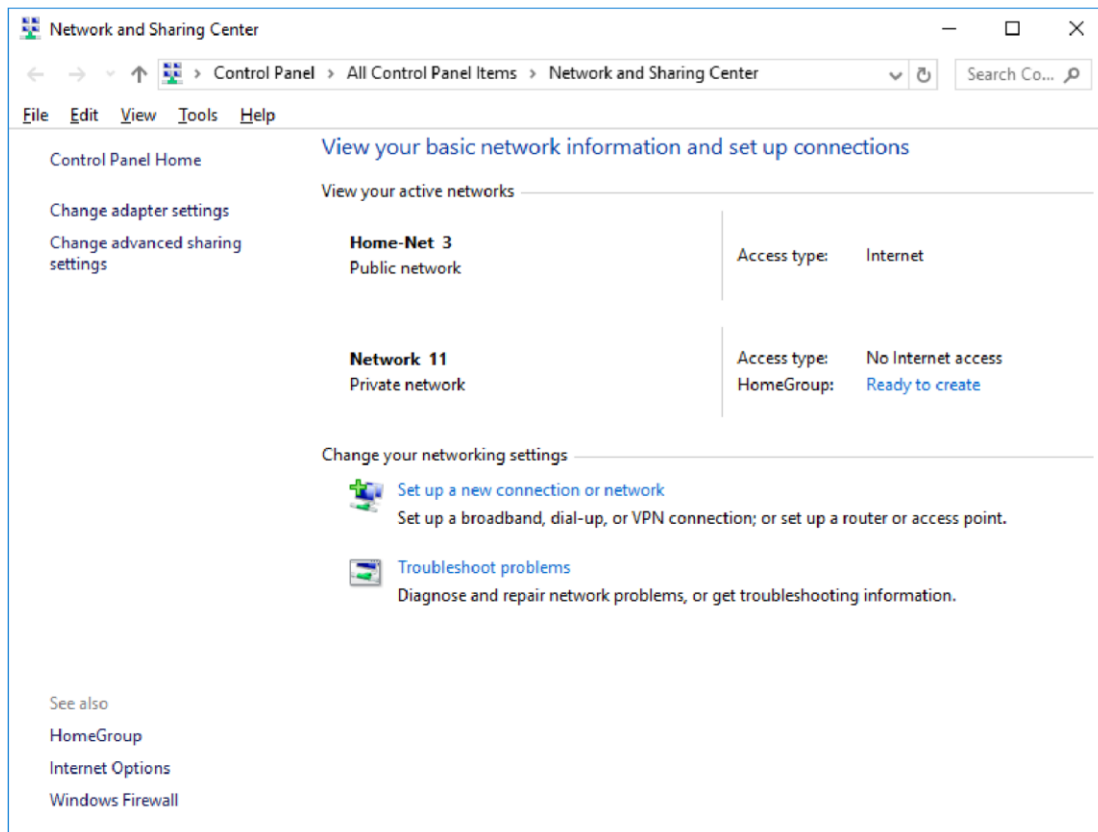 Network and Sharing Center
Control Panel > All Control Panel Items > Network and Sharing Center
Search Co...
File Edit View Tools Help
Control Panel Home
Change adapter settings
Change advanced sharing
settings
View your basic network information and set up connections
View your active networks
Home-Net 3
Public network
Access type: Internet
Network 11
Private network
Access type: No Internet access
HomeGroup: Ready to create
Change your networking settings
Set up a new connection or network
Set up a broadband, dial-up, or VPN connection; or set up a router or access point.
Troubleshoot problems
Diagnose and repair network problems, or get troubleshooting information.
See also
HomeGroup
Internet Options
Windows Firewall